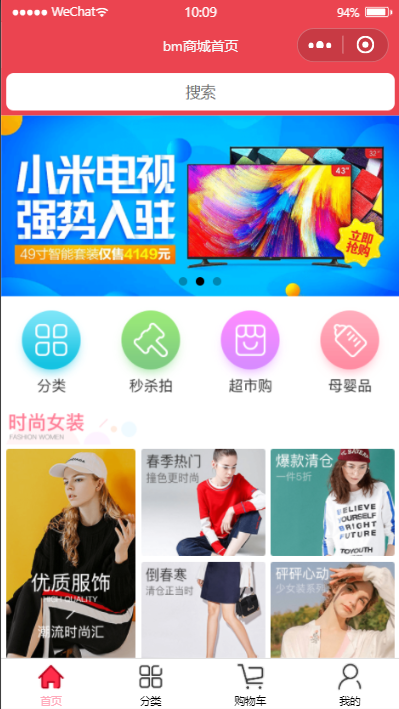 WeChat 10:09 94%
bm商城首页
搜索
小米电视
强势入驻
49寸智能套装仅售4149元
43"
32"
立即
抢购
分类 秒杀拍 超市购 母婴品
时尚女装
FASHION WOMEN
优质服饰
HIGH QUALITY
潮流时尚汇
春季热门
撞色更时尚
爆款清仓
一件5折
BELIEVE
YOURSELF
BRIGHT
FUTURE
TOYOUTH
倒春寒
清仓正当时
砰砰心动
少女装系列
首页 分类 购物车 我的